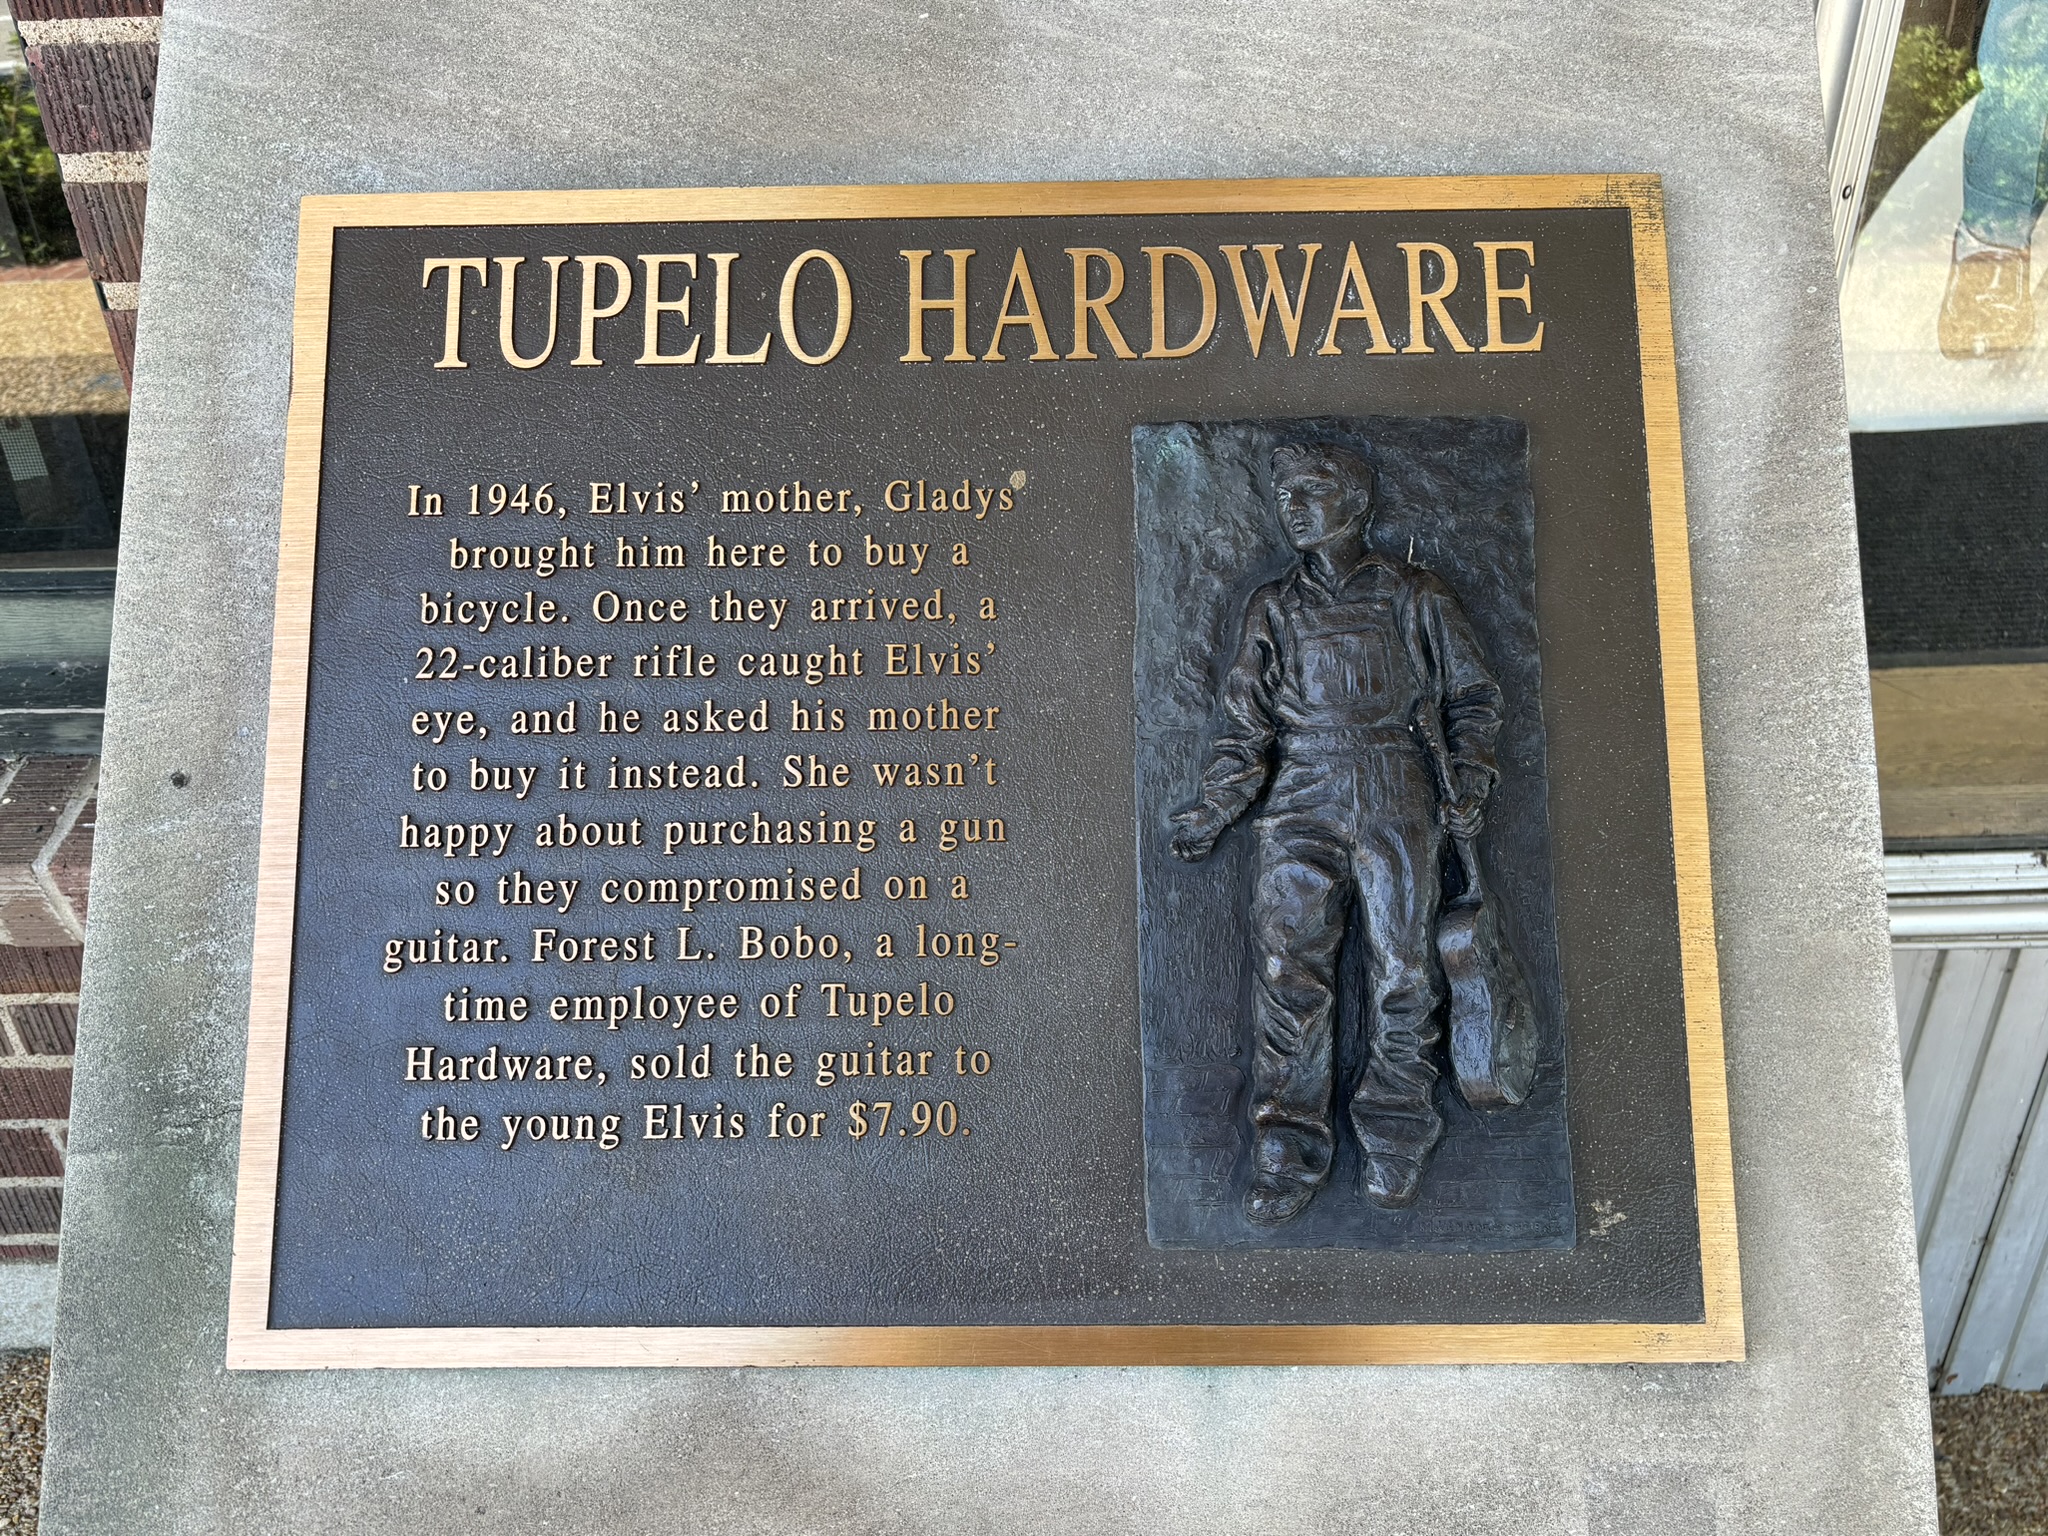 TUPELO HARDWARE
In 1946, Elvis' mother, Gladys
brought him here to buy a
bicycle. Once they arrived, a
22-caliber rifle caught Elvis'
eye, and he asked his mother
to buy it instead. She wasn't
happy about purchasing a gun
so they compromised on a
guitar. Forest L. Bobo, a long-
time employee of Tupelo
Hardware, sold the guitar to
the young Elvis for $7.90.